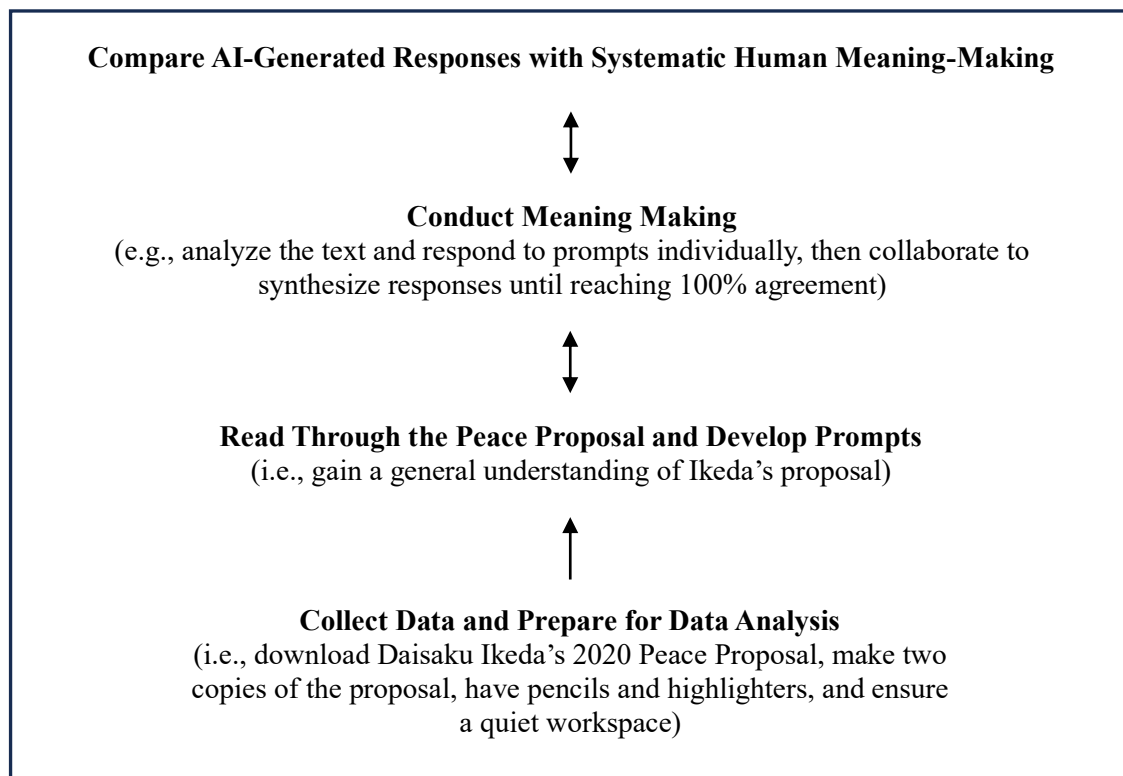 Compare AI-Generated Responses with Systematic Human Meaning-Making
Conduct Meaning Making
(e.g., analyze the text and respond to prompts individually, then collaborate to
synthesize responses until reaching 100% agreement)
Read Through the Peace Proposal and Develop Prompts
(i.e., gain a general understanding of Ikeda’s proposal)
Collect Data and Prepare for Data Analysis
(i.e., download Daisaku Ikeda’s 2020 Peace Proposal, make two
copies of the proposal, have pencils and highlighters, and ensure
a quiet workspace)